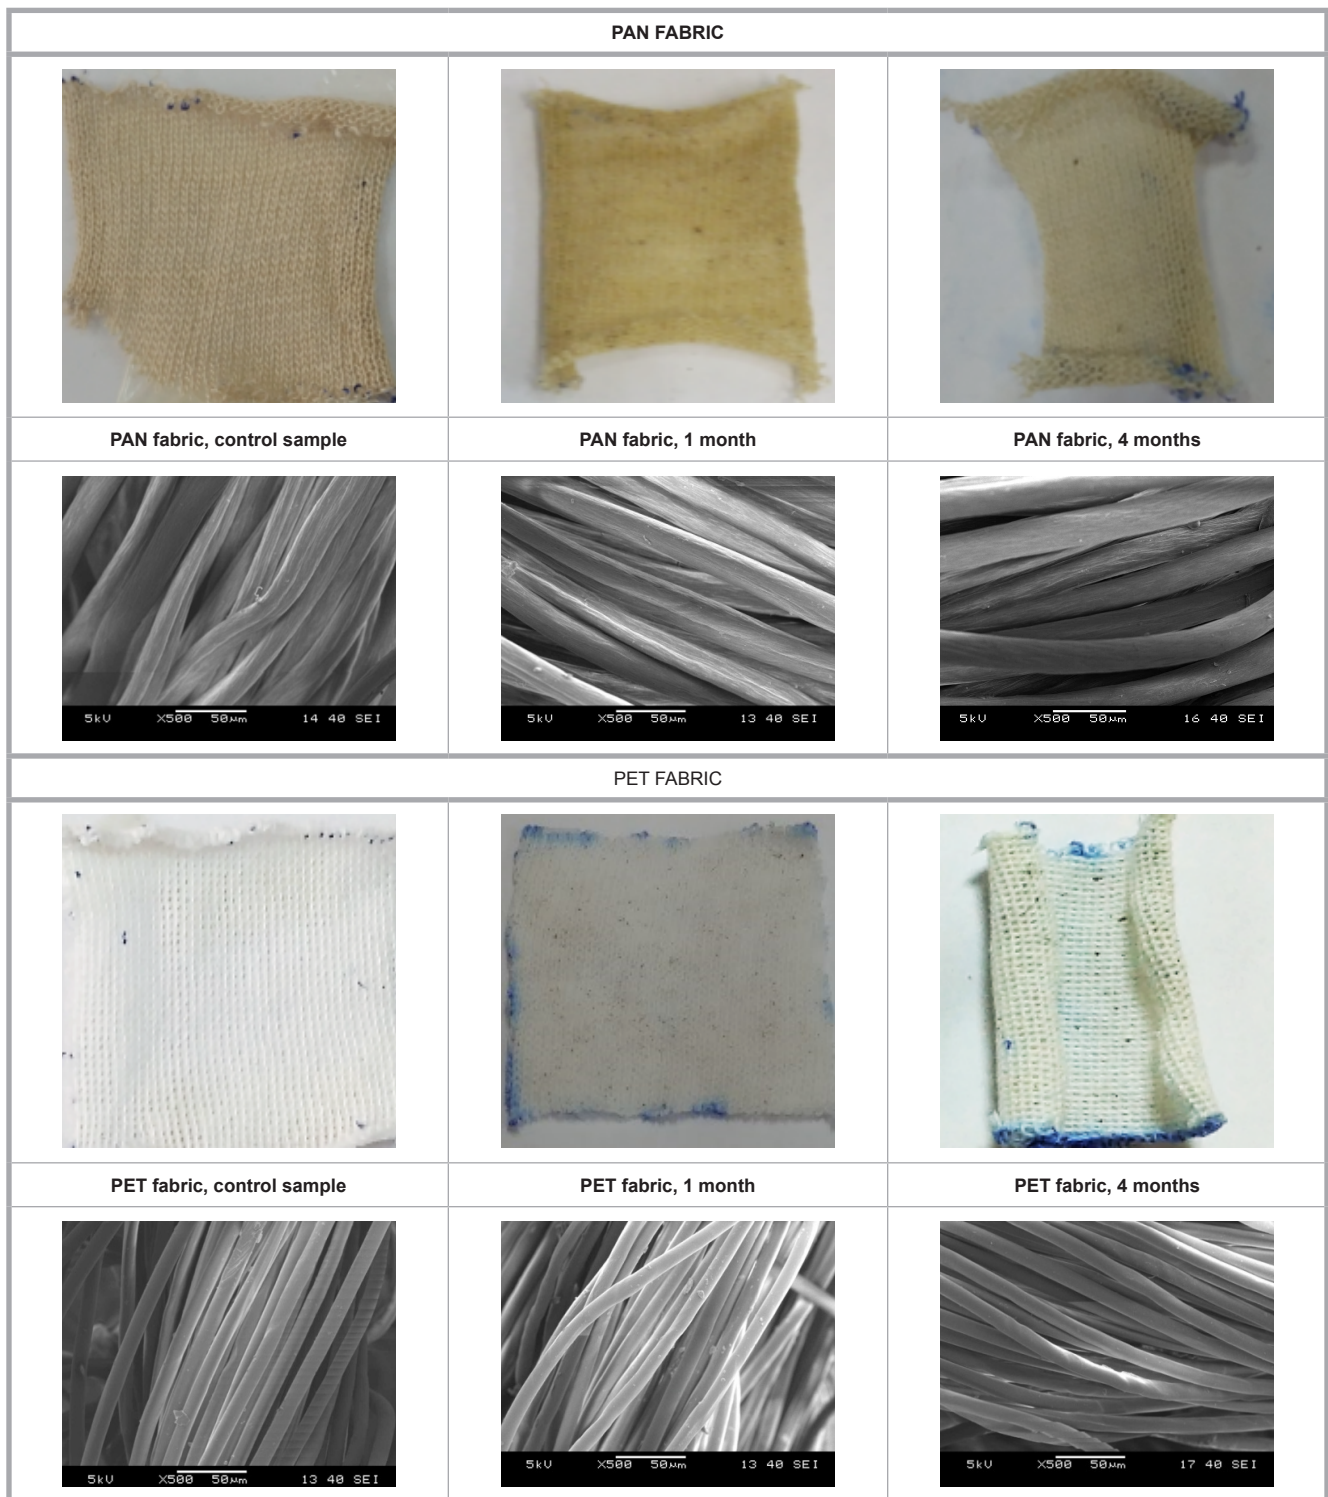 PAN FABRIC
PAN fabric, control sample
PAN fabric, 1 month
PAN fabric, 4 months
5kV X500 50µm 14 40 SEI
5kV X500 50µm 13 40 SEI
5kV X500 50µm 16 40 SEI
PET FABRIC
PET fabric, control sample
PET fabric, 1 month
PET fabric, 4 months
5kV X500 50µm 13 40 SEI
5kV X500 50µm 13 40 SEI
5kV X500 50µm 17 40 SEI